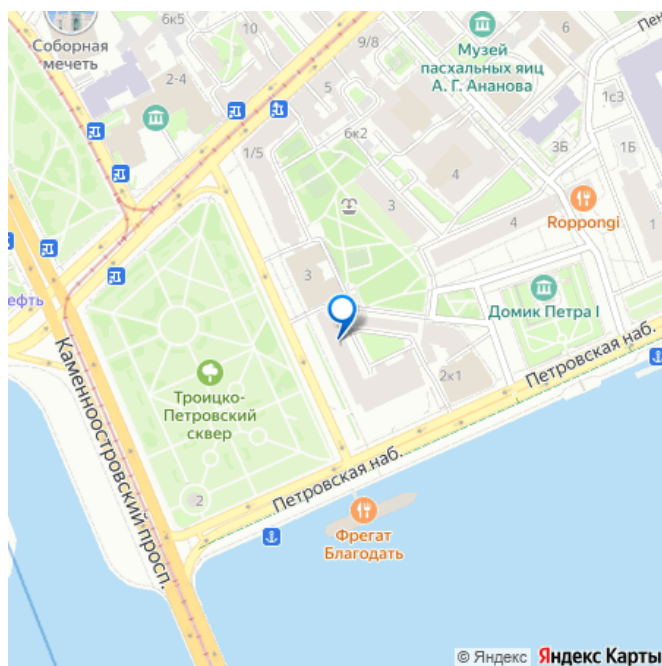 6к5
10
9/8
6
Пен
Соборная
мечеть
Музей
пасхальных яиц
А. Г. Ананова
2-4
5
1с3
6к2
1/5
3Б
1Б
4
3
Roppongi
4
1
3
Домик Петра I
ефть
Петровская наб.
2к1
Каменноостровский просп.
Троицко-
Петровский
сквер
Петровская наб.
2
Фрегат
Благодать
© Яндекс Яндекс Карты